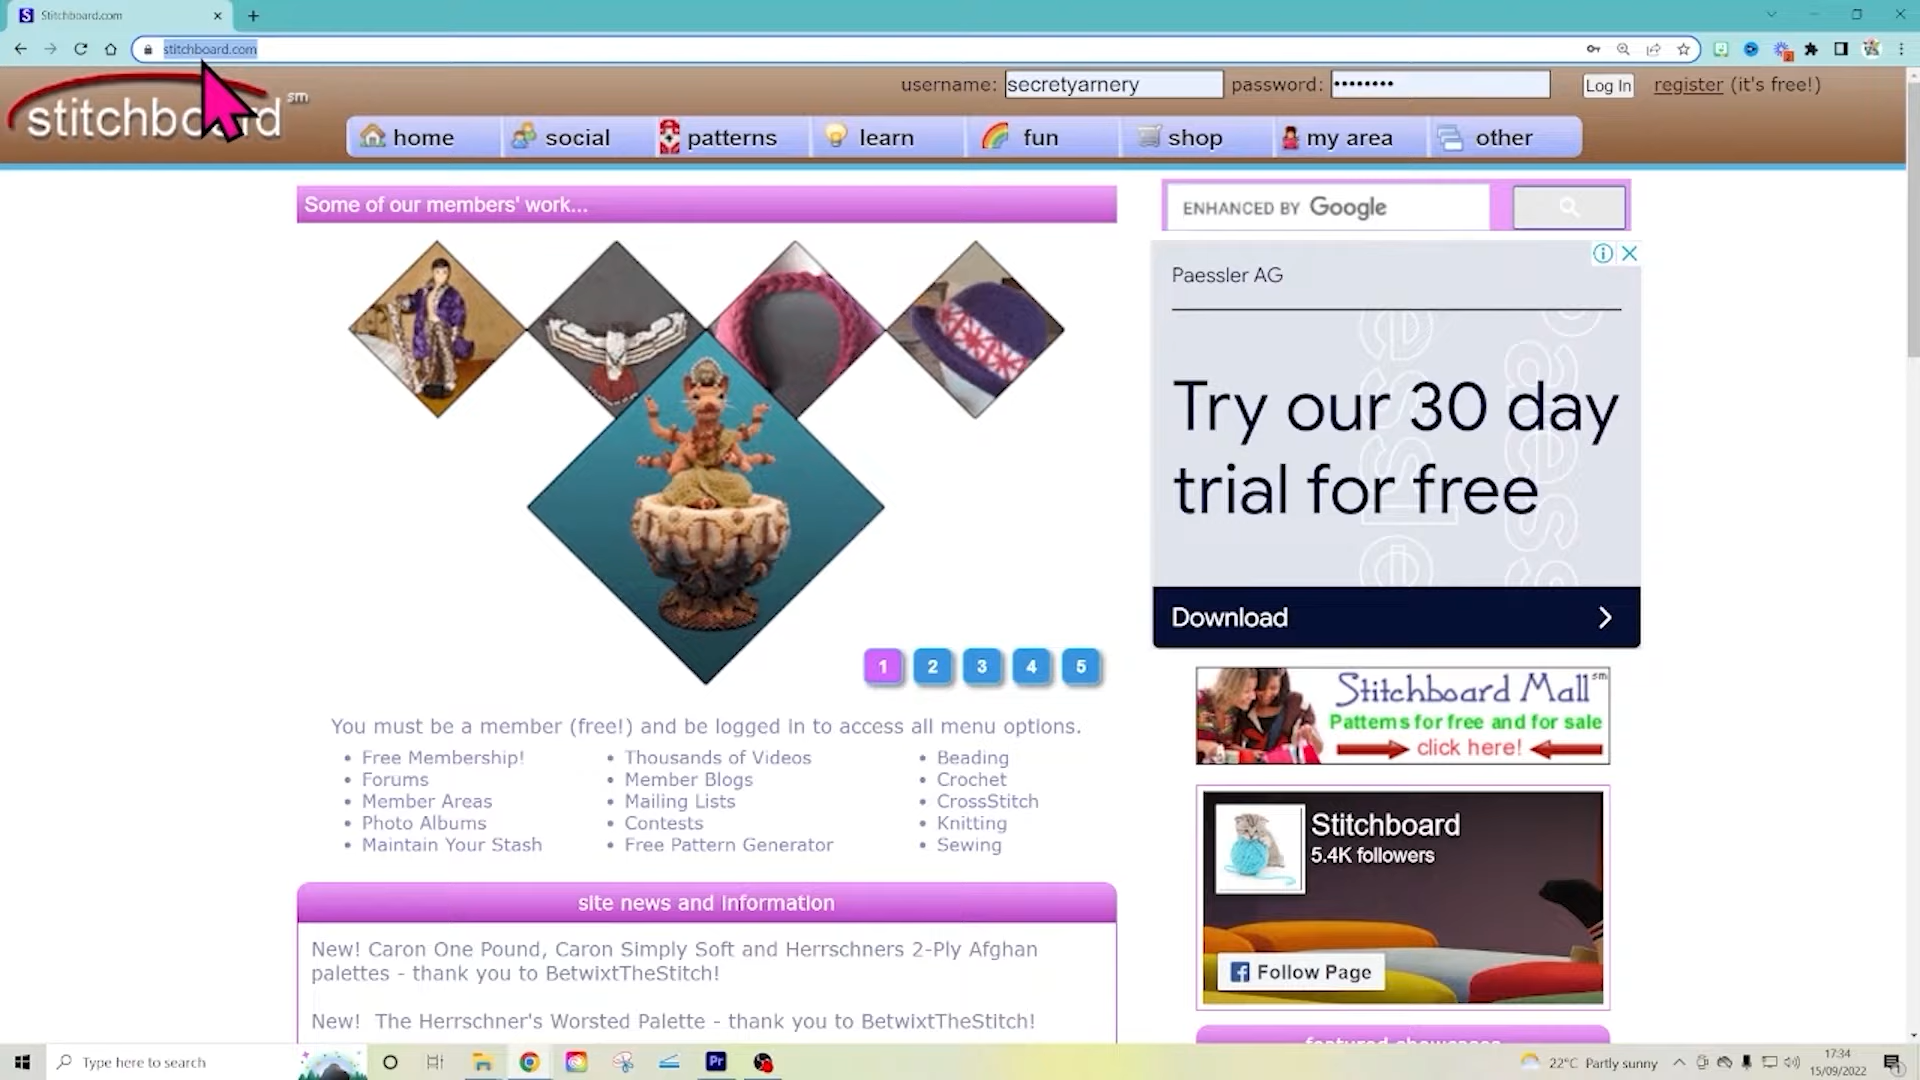 Stitchboard.com
stitchboard.com
username: secretyarnery password: •••••••• Log In register (it's free!)
stitchboard sm
home social patterns learn fun shop my area other
Some of our members' work...
ENHANCED BY Google
Paessler AG
Try our 30 day
trial for free
Download
1 2 3 4 5
Stitchboard Mall sm
Patterns for free and for sale
click here!
You must be a member (free!) and be logged in to access all menu options.
• Free Membership!
• Forums
• Member Areas
• Photo Albums
• Maintain Your Stash
• Thousands of Videos
• Member Blogs
• Mailing Lists
• Contests
• Free Pattern Generator
• Beading
• Crochet
• CrossStitch
• Knitting
• Sewing
Stitchboard
5.4K followers
Follow Page
site news and information
New! Caron One Pound, Caron Simply Soft and Herrschners 2-Ply Afghan
palettes - thank you to BetwixtTheStitch!
New! The Herrschner's Worsted Palette - thank you to BetwixtTheStitch!
featured showcases
Type here to search
Pr
22°C Partly sunny
17:34
15/09/2022